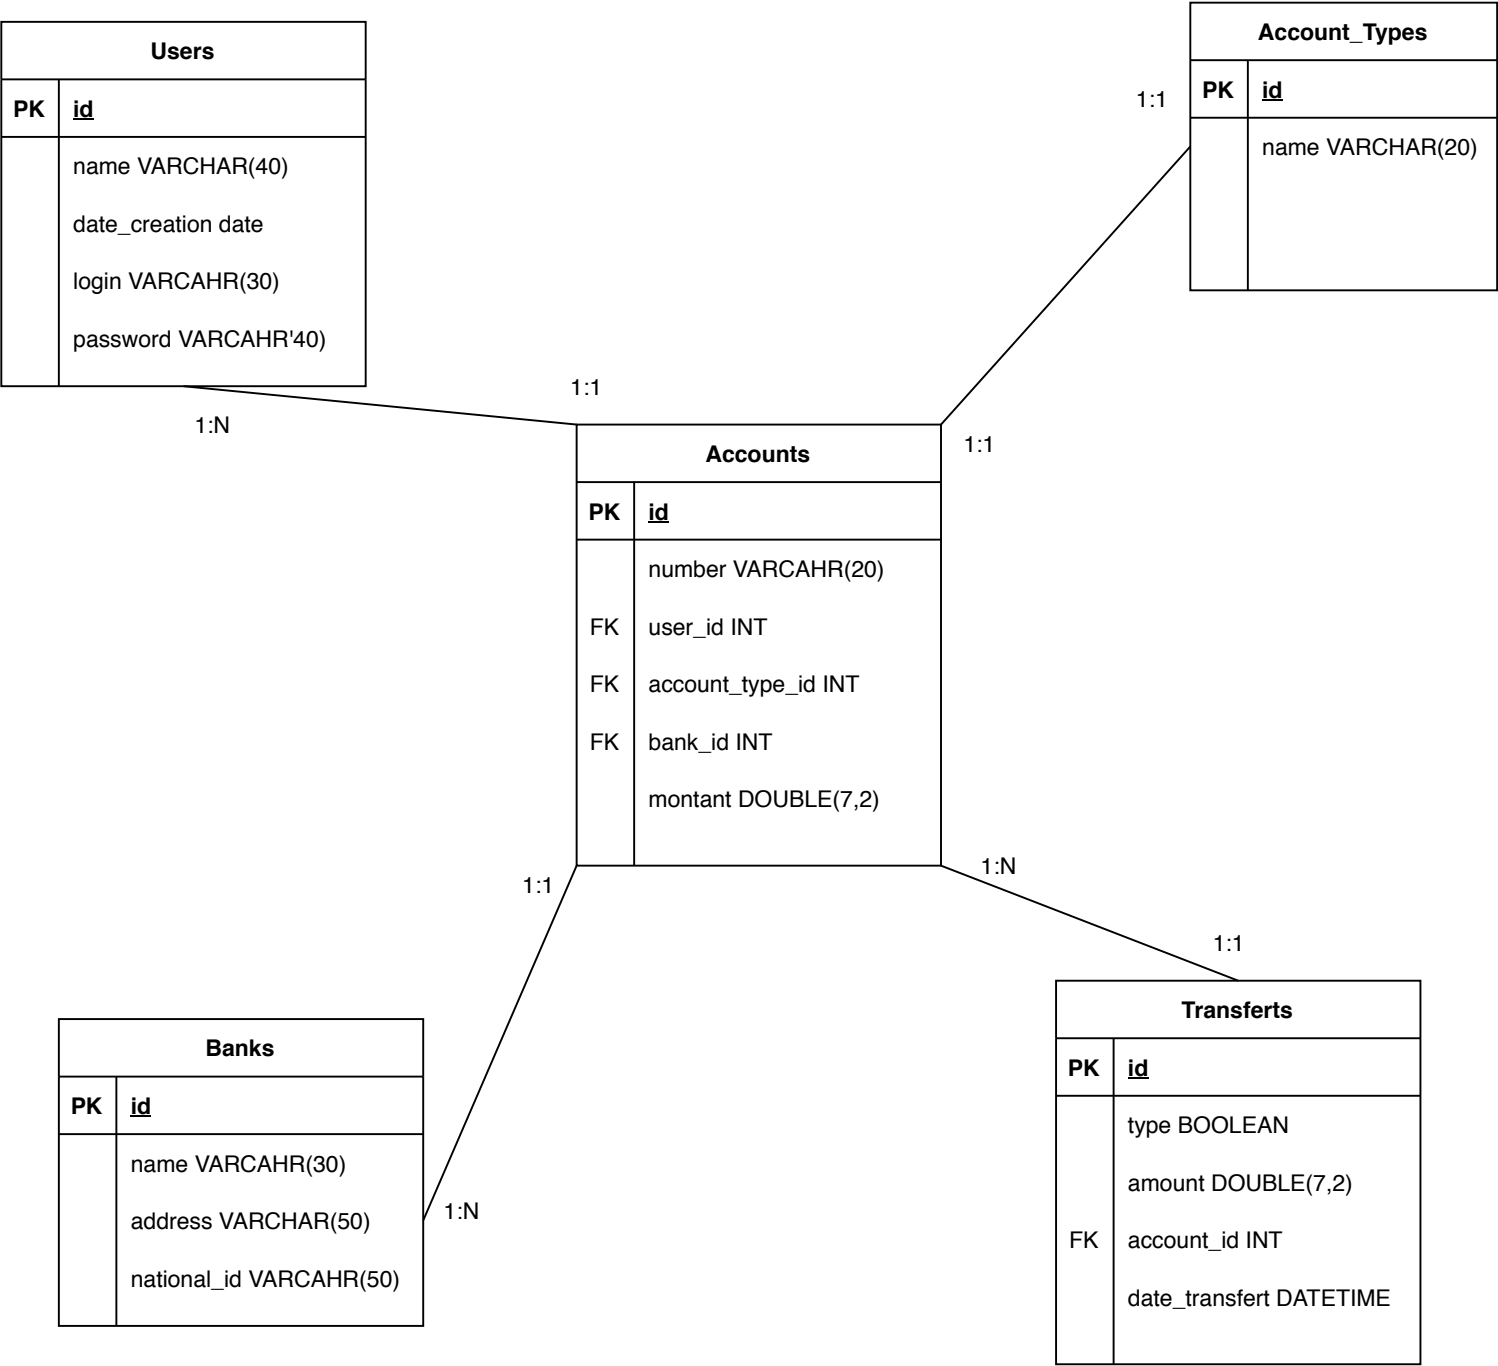 Users
PK id
name VARCHAR(40)
date_creation date
login VARCAHR(30)
password VARCAHR'40)
1:N
1:1
Account_Types
PK id
name VARCHAR(20)
1:1
1:1
Accounts
PK id
number VARCAHR(20)
FK user_id INT
FK account_type_id INT
FK bank_id INT
montant DOUBLE(7,2)
1:1
1:N
Banks
PK id
name VARCAHR(30)
address VARCHAR(50)
national_id VARCAHR(50)
1:N
1:1
Transferts
PK id
type BOOLEAN
amount DOUBLE(7,2)
FK account_id INT
date_transfert DATETIME